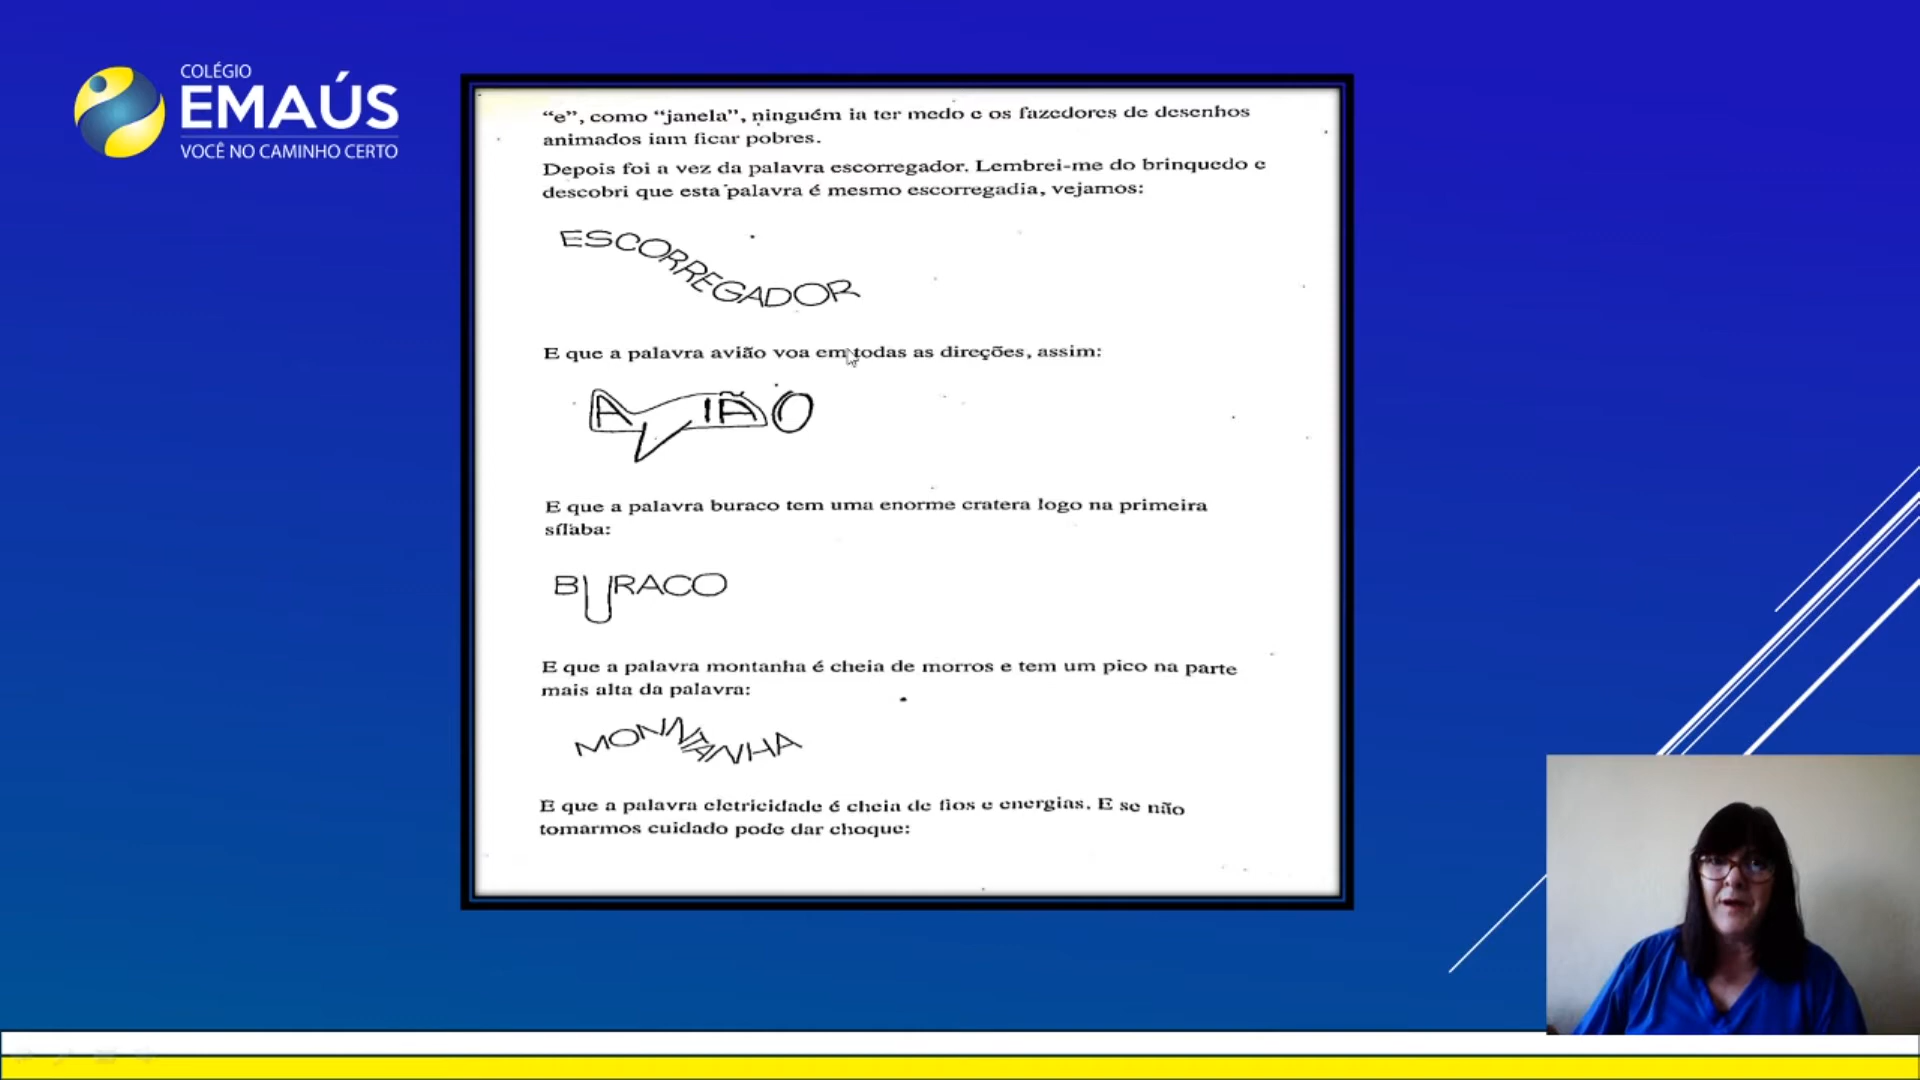 COLÉGIO
EMAÚS
VOCÊ NO CAMINHO CERTO
“e”, como “janela”, ninguém ia ter medo e os fazedores de desenhos
animados iam ficar pobres.
Depois foi a vez da palavra escorregador. Lembrei-me do brinquedo e
descobri que esta palavra é mesmo escorregadia, vejamos:
ESCORREGADOR
E que a palavra avião voa em todas as direções, assim:
AVIÃO
E que a palavra buraco tem uma enorme cratera logo na primeira
sílaba:
BURACO
E que a palavra montanha é cheia de morros e tem um pico na parte
mais alta da palavra:
MONNTANHA
E que a palavra eletricidade é cheia de fios e energias. E se não
tomarmos cuidado pode dar choque: